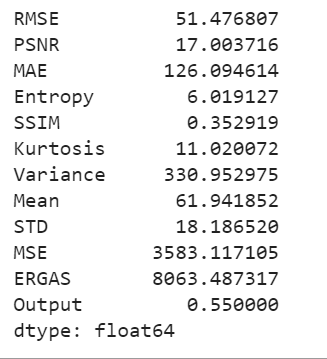 RMSE 51.476807
PSNR 17.003716
MAE 126.094614
Entropy 6.019127
SSIM 0.352919
Kurtosis 11.020072
Variance 330.952975
Mean 61.941852
STD 18.186520
MSE 3583.117105
ERGAS 8063.487317
Output 0.550000
dtype: float64